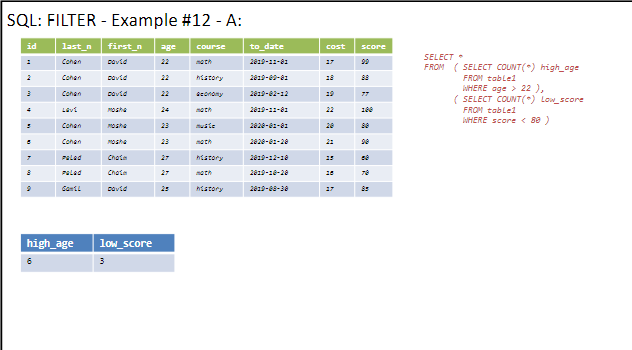 SQL: FILTER - Example #12 - A:
id last_n first_n age course to_date cost score
1 Cohen David 22 math 2019-11-01 17 99
2 Cohen David 22 history 2019-09-01 18 88
3 Cohen David 22 economy 2019-02-12 19 77
4 Levi Moshe 24 math 2019-11-01 22 100
5 Cohen Moshe 23 music 2020-01-01 20 80
6 Cohen Moshe 23 math 2020-01-20 21 90
7 Peled Chaim 27 history 2019-12-10 15 60
8 Peled Chaim 27 math 2019-10-20 16 70
9 Gamil David 25 history 2019-08-30 17 85
SELECT *
FROM ( SELECT COUNT(*) high_age
FROM table1
WHERE age > 22 ),
( SELECT COUNT(*) low_score
FROM table1
WHERE score < 80 )
high_age low_score
6 3